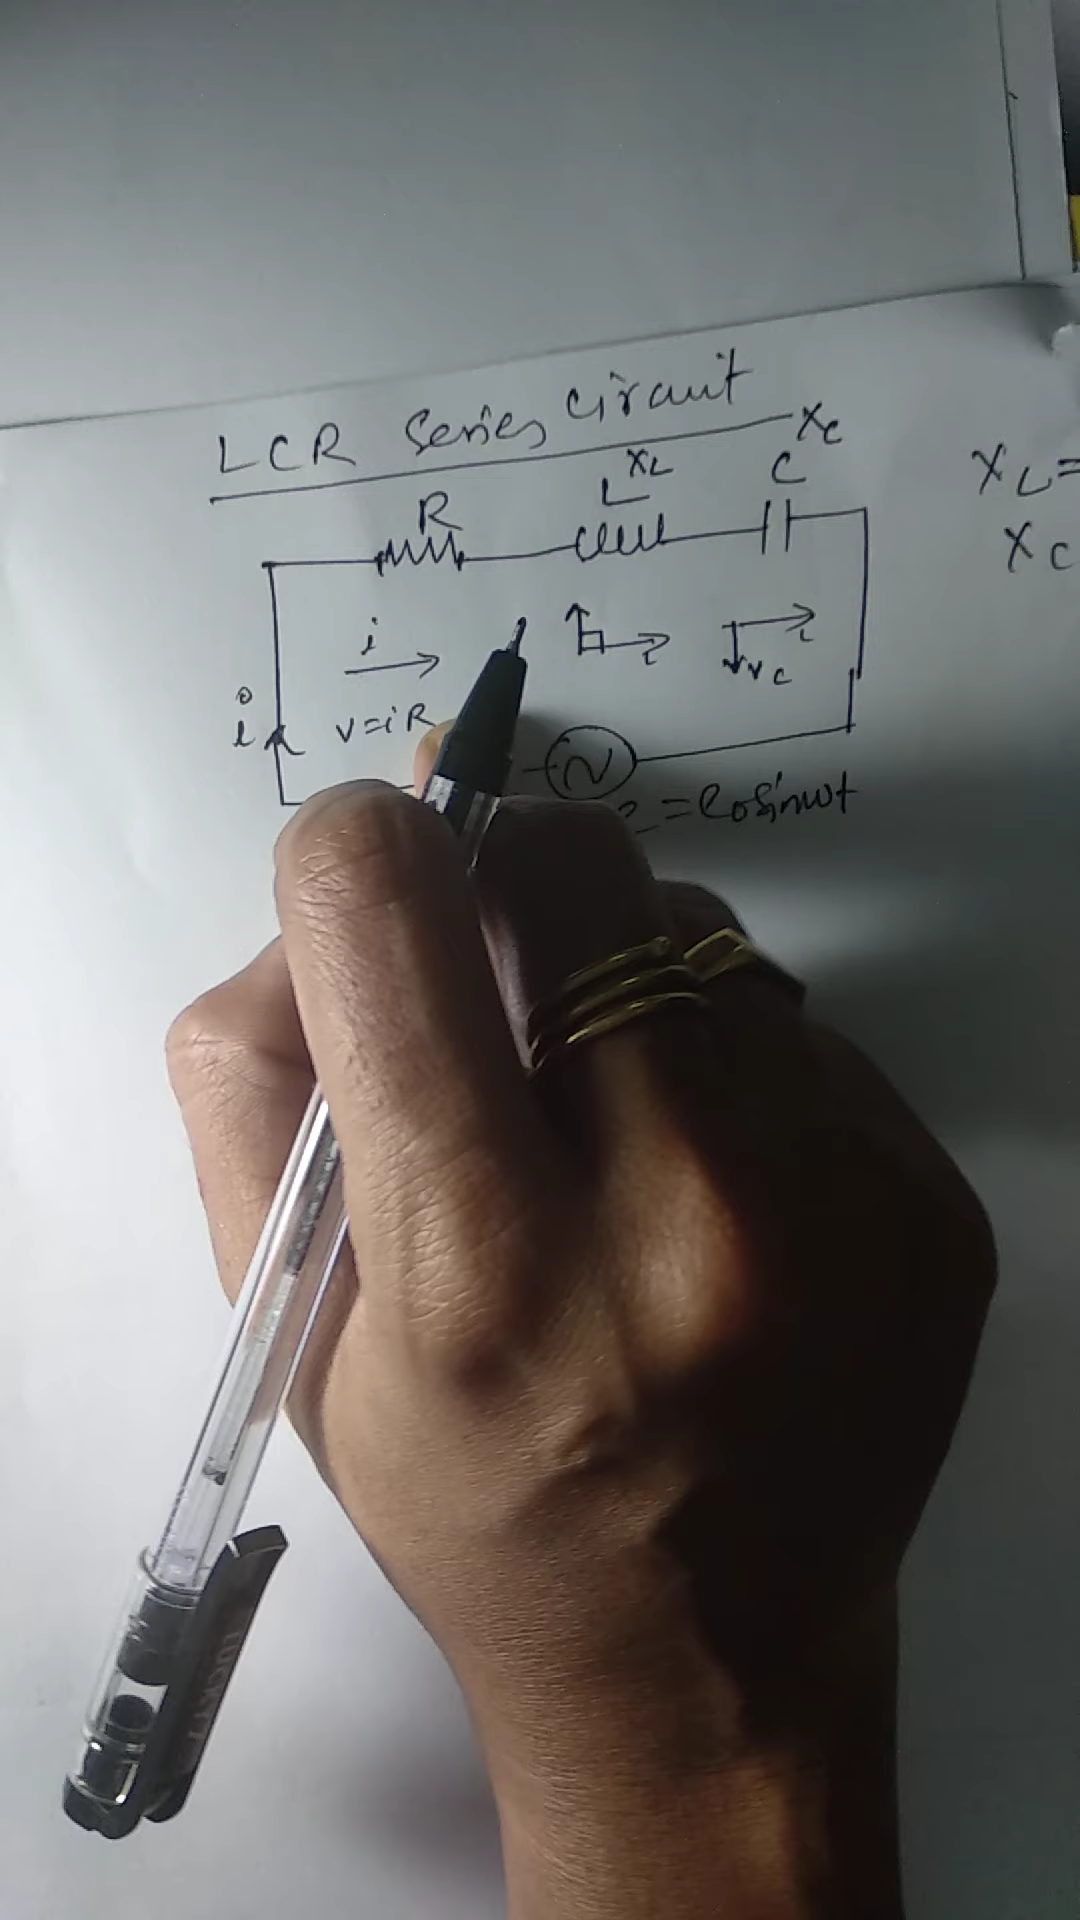 LCR Series Circuit
R L XL C XC
XL=
XC
i i i
VC
i V=iR
=e0sinωt